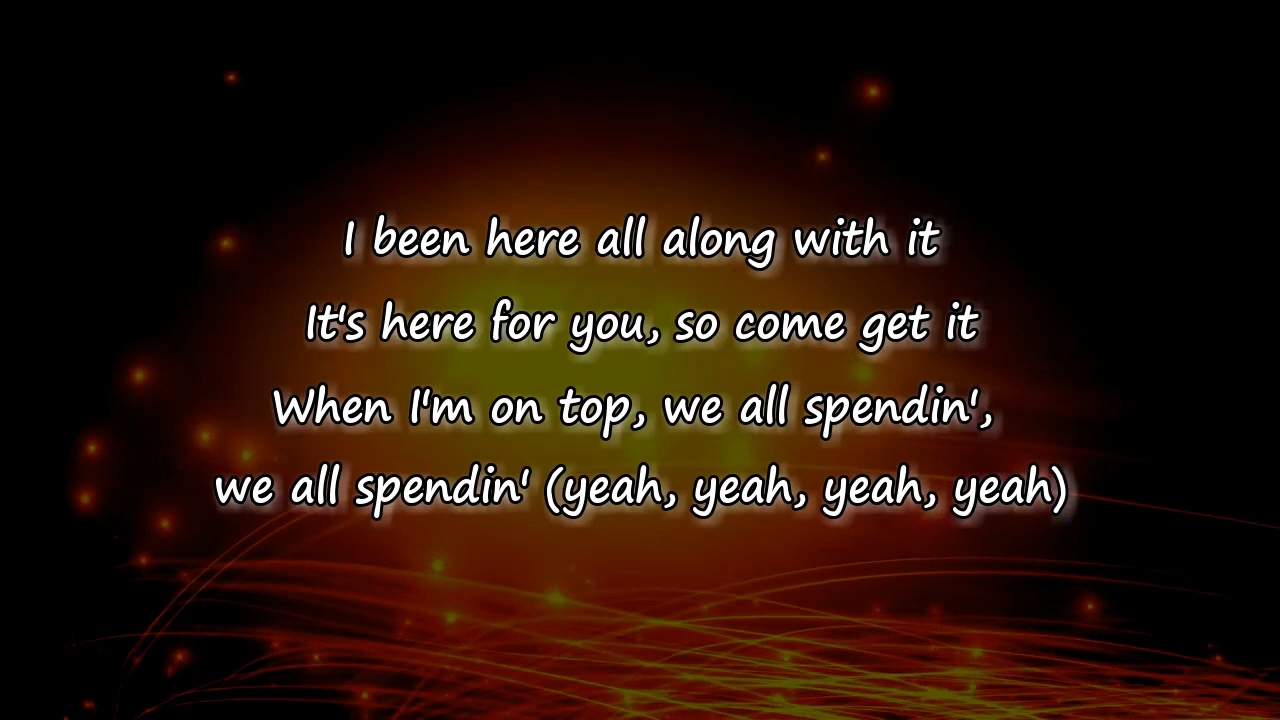 I been here all along with it
It's here for you, so come get it
When I'm on top, we all spendin',
we all spendin' (yeah, yeah, yeah, yeah)